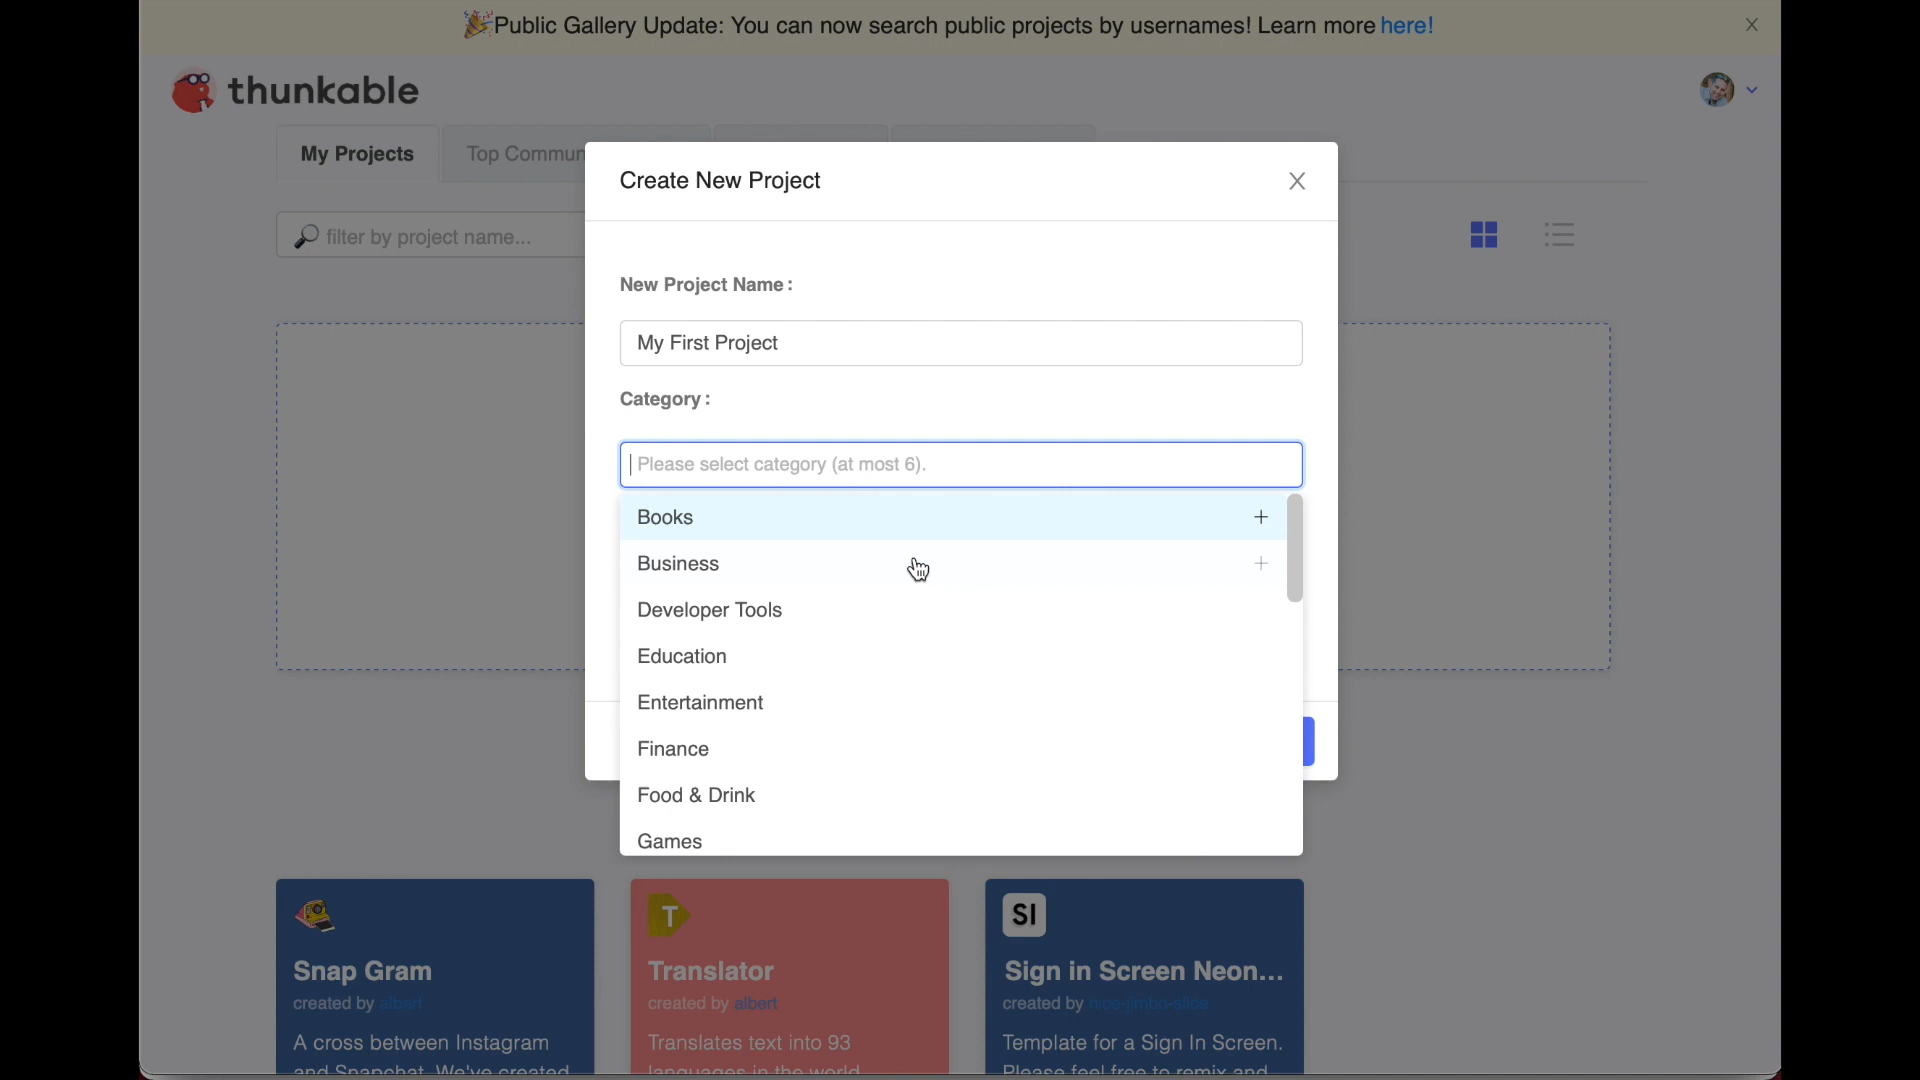 Public Gallery Update: You can now search public projects by usernames! Learn more here!
thunkable
My Projects
Top Commun
filter by project name...
Create New Project
New Project Name :
My First Project
Category :
Please select category (at most 6).
Books
Business
Developer Tools
Education
Entertainment
Finance
Food & Drink
Games
T
SI
Snap Gram
Translator
Sign in Screen Neon...
created by albert
created by albert
created by nice-jimbo-slice
A cross between Instagram
Translates text into 93
Template for a Sign In Screen.
and Snapchat. We've created
languages in the world
Please feel free to remix and